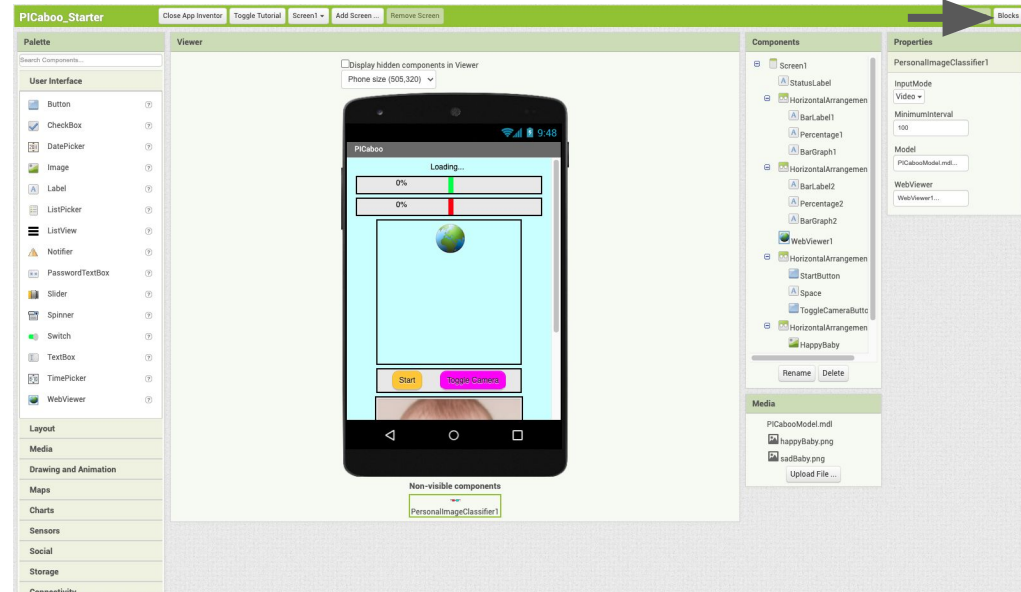 PICaboo_Starter
Close App Inventor
Toggle Tutorial
Screen1
Add Screen ...
Remove Screen
Blocks
Palette
Search Components...
User Interface
Button
CheckBox
DatePicker
Image
Label
ListPicker
ListView
Notifier
PasswordTextBox
Slider
Spinner
Switch
TextBox
TimePicker
WebViewer
Layout
Media
Drawing and Animation
Maps
Charts
Sensors
Social
Storage
Connectivity
Viewer
Display hidden components in Viewer
Phone size (505,320)
9:48
PICaboo
Loading...
0%
0%
Start
Toggle Camera
Non-visible components
PersonalImageClassifier1
Components
Screen1
StatusLabel
HorizontalArrangemen
BarLabel1
Percentage1
BarGraph1
HorizontalArrangemen
BarLabel2
Percentage2
BarGraph2
WebViewer1
HorizontalArrangemen
StartButton
Space
ToggleCameraButto
HorizontalArrangemen
HappyBaby
Rename
Delete
Media
PICabooModel.mdl
happyBaby.png
sadBaby.png
Upload File ...
Properties
PersonalImageClassifier1
InputMode
Video
MinimumInterval
100
Model
PICabooModel.mdl...
WebViewer
WebViewer1...